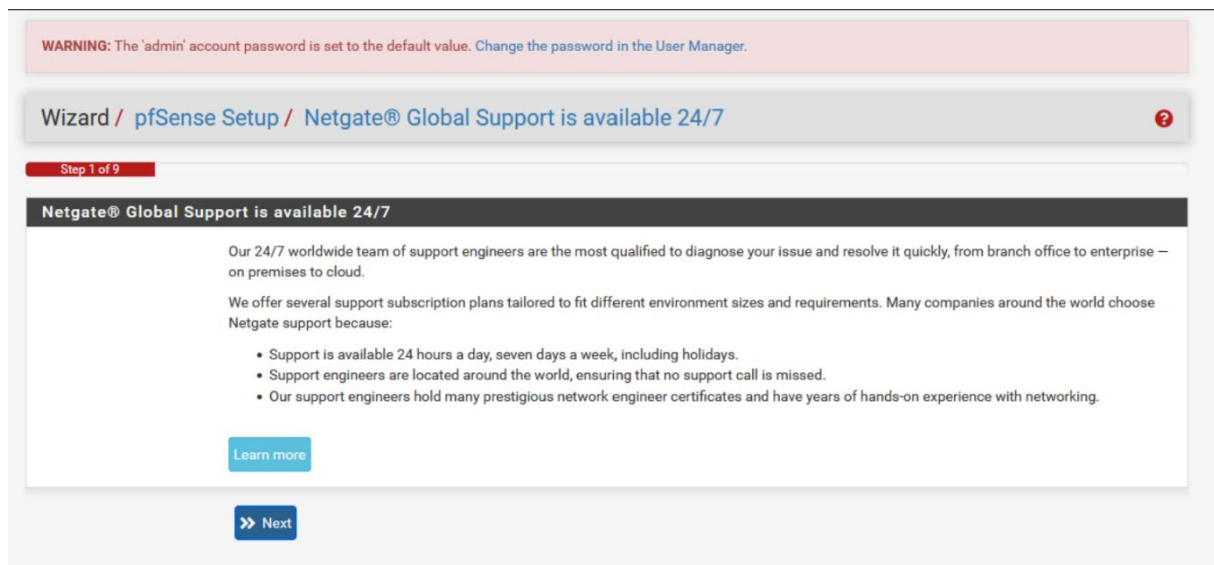 WARNING: The 'admin' account password is set to the default value. Change the password in the User Manager.
Wizard / pfSense Setup / Netgate® Global Support is available 24/7
Step 1 of 9
Netgate® Global Support is available 24/7
Our 24/7 worldwide team of support engineers are the most qualified to diagnose your issue and resolve it quickly, from branch office to enterprise —
on premises to cloud.
We offer several support subscription plans tailored to fit different environment sizes and requirements. Many companies around the world choose
Netgate support because:
• Support is available 24 hours a day, seven days a week, including holidays.
• Support engineers are located around the world, ensuring that no support call is missed.
• Our support engineers hold many prestigious network engineer certificates and have years of hands-on experience with networking.
Learn more
Next